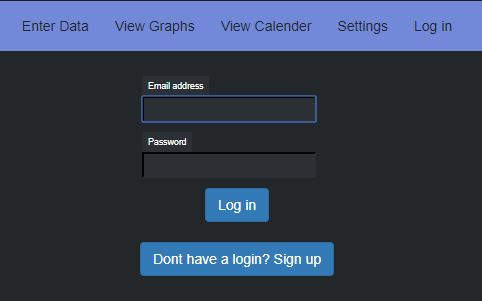 Enter Data View Graphs View Calender Settings Log in
Email address
Password
Log in
Dont have a login? Sign up